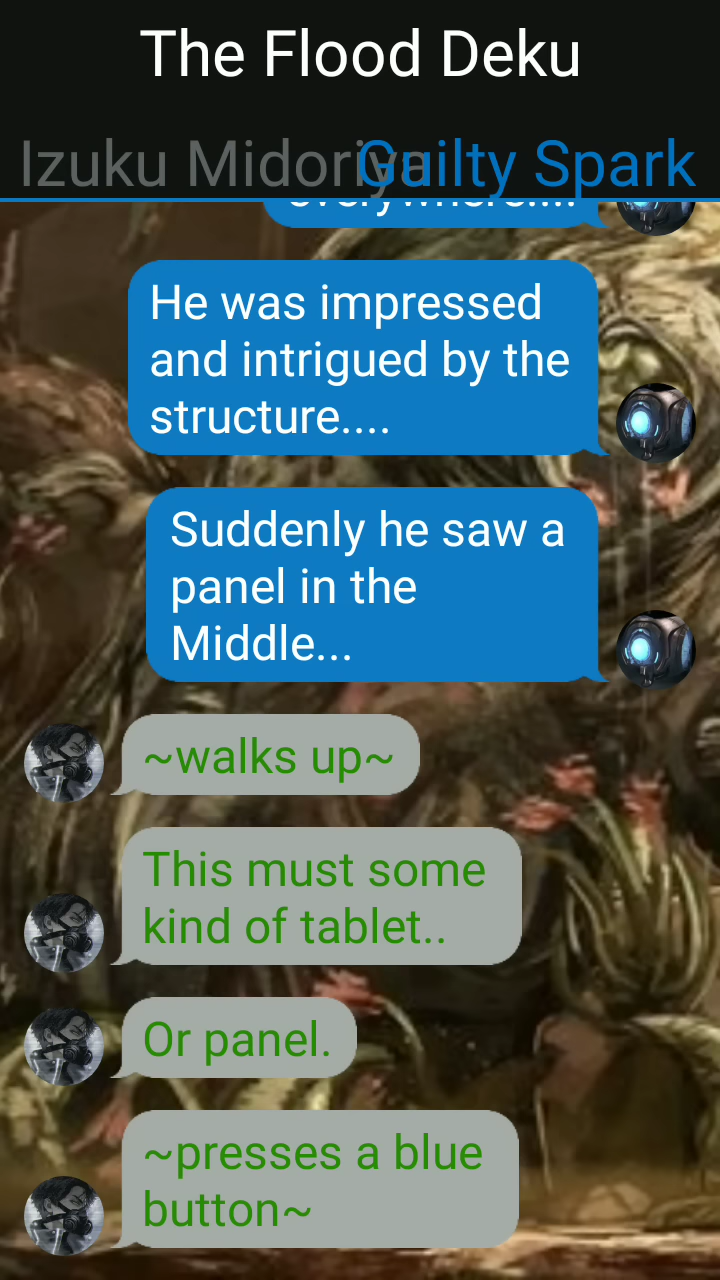 The Flood Deku
Izuku Midoriya Guilty Spark
everywhere....
He was impressed
and intrigued by the
structure....
Suddenly he saw a
panel in the
Middle...
~walks up~
This must some
kind of tablet..
Or panel.
~presses a blue
button~